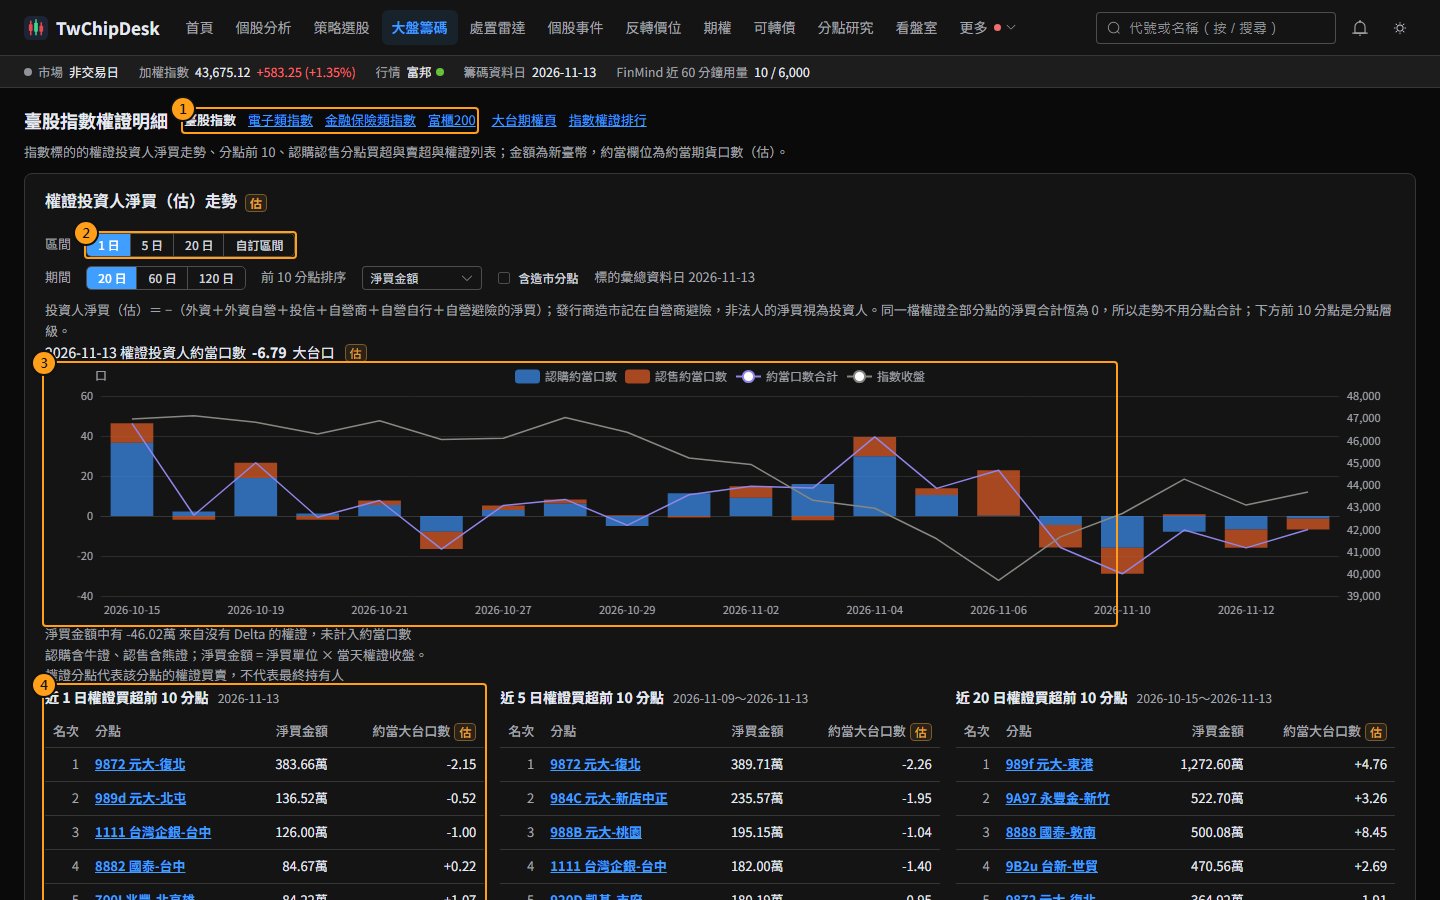 TwChipDesk 首頁 個股分析 策略選股 大盤籌碼 處置雷達 個股事件 反轉價位 期權 可轉債 分點研究 看盤室 更多 代號或名稱（按 / 搜尋）
市場 非交易日 加權指數 43,675.12 +583.25 (+1.35%) 行情 富邦 籌碼資料日 2026-11-13 FinMind 近 60 分鐘用量 10 / 6,000
臺股指數權證明細 1 臺股指數 電子類指數 金融保險類指數 富櫃200 大台期權頁 指數權證排行
指數標的的權證投資人淨買走勢、分點前 10、認購認售分點買超與賣超與權證列表；金額為新臺幣，約當欄位為約當期貨口數（估）。
權證投資人淨買（估）走勢 估
區間 2 1 日 5 日 20 日 自訂區間
期間 20 日 60 日 120 日 前 10 分點排序 淨買金額 含造市分點 標的彙總資料日 2026-11-13
投資人淨買（估）＝ −（外資＋外資自營＋投信＋自營商＋自營自行＋自營避險的淨買）；發行商造市記在自營商避險，非法人的淨買視為投資人。同一檔權證全部分點的淨買合計恆為 0，所以走勢不用分點合計；下方前 10 分點是分點層
級。
2026-11-13 權證投資人約當口數 -6.79 大台口 估
3
口 認購約當口數 認售約當口數 約當口數合計 指數收盤
60 48,000
47,000
40 46,000
45,000
20 44,000
43,000
0 42,000
41,000
-20 40,000
-40 39,000
2026-10-15 2026-10-19 2026-10-21 2026-10-27 2026-10-29 2026-11-02 2026-11-04 2026-11-06 2026-11-10 2026-11-12
淨買金額中有 -46.02萬 來自沒有 Delta 的權證，未計入約當口數
認購含牛證、認售含熊證；淨買金額 = 淨買單位 × 當天權證收盤。
權證分點代表該分點的權證買賣，不代表最終持有人
4 近 1 日權證買超前 10 分點 2026-11-13 近 5 日權證買超前 10 分點 2026-11-09～2026-11-13 近 20 日權證買超前 10 分點 2026-10-15～2026-11-13
名次 分點 淨買金額 約當大台口數 估 名次 分點 淨買金額 約當大台口數 估 名次 分點 淨買金額 約當大台口數 估
1 9872 元大-復北 383.66萬 -2.15 1 9872 元大-復北 389.71萬 -2.26 1 989f 元大-東港 1,272.60萬 +4.76
2 989d 元大-北屯 136.52萬 -0.52 2 984C 元大-新店中正 235.57萬 -1.95 2 9A97 永豐金-新竹 522.70萬 +3.26
3 1111 台灣企銀-台中 126.00萬 -1.00 3 988B 元大-桃園 195.15萬 -1.04 3 8888 國泰-敦南 500.08萬 +8.45
4 8882 國泰-台中 84.67萬 +0.22 4 1111 台灣企銀-台中 182.00萬 -1.40 4 9B2u 台新-世貿 470.56萬 +2.69